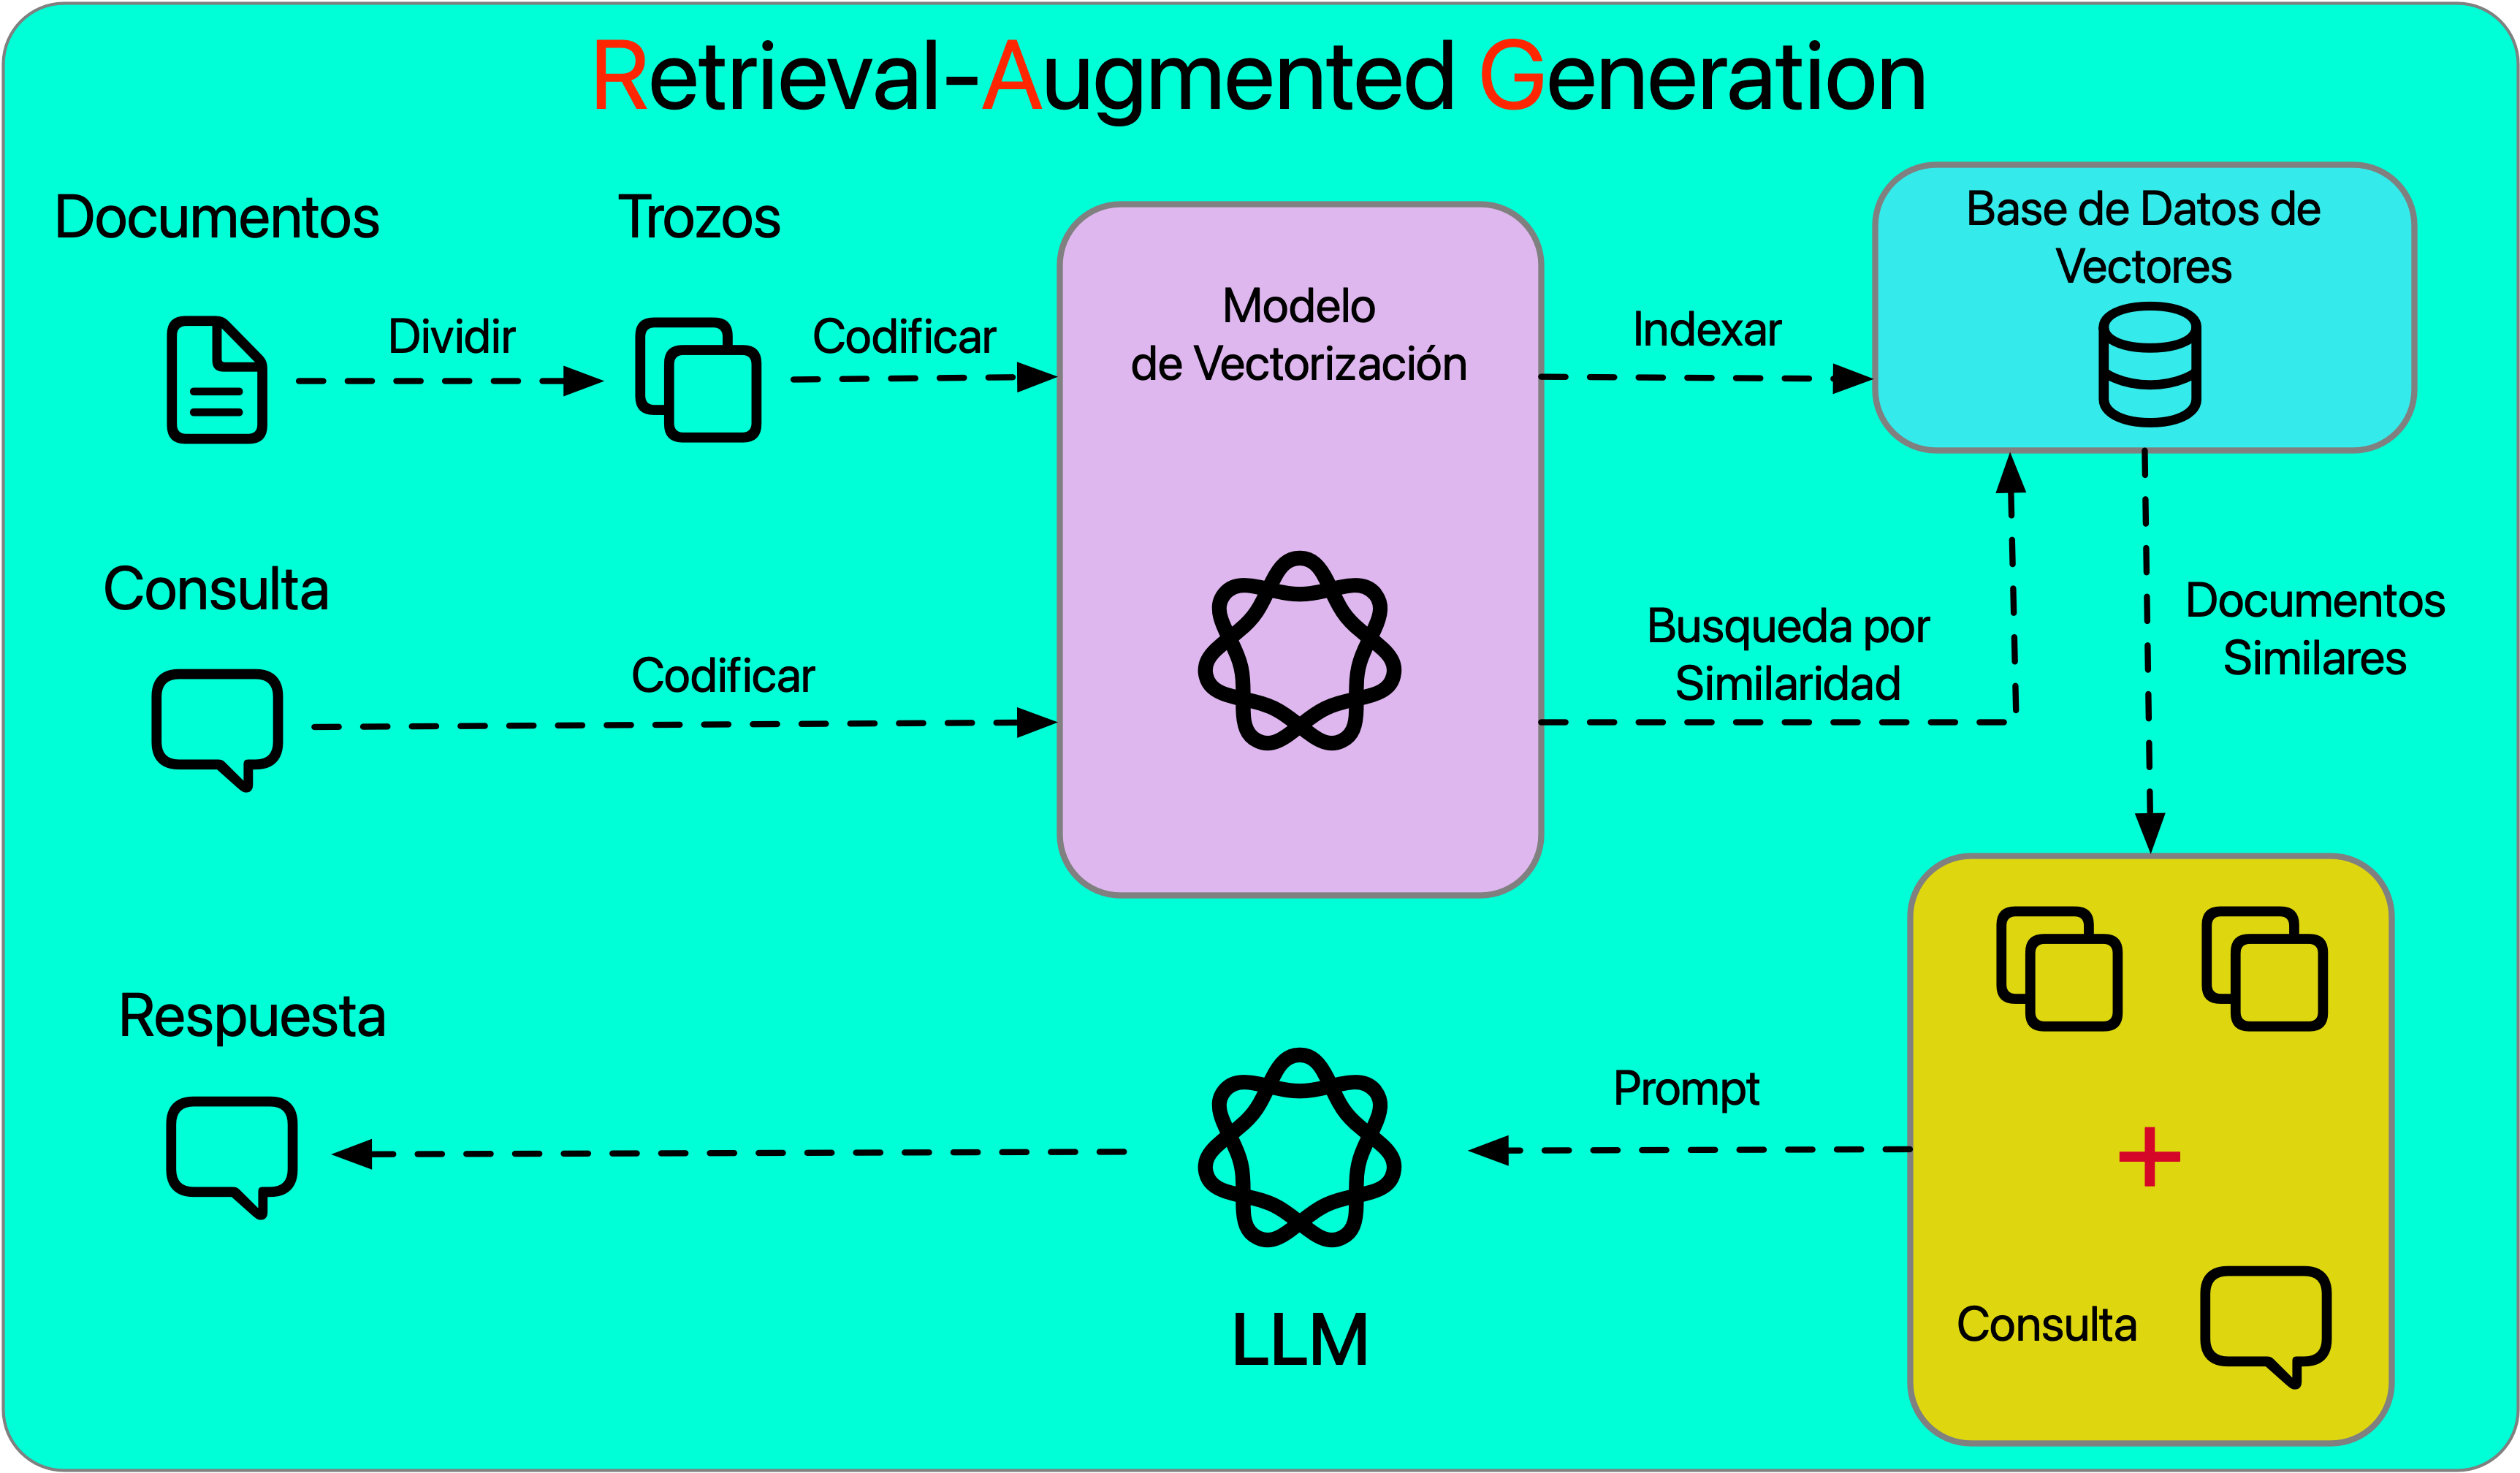 Retrieval-Augmented Generation
Documentos
Trozos
Dividir
Codificar
Modelo
de Vectorización
Indexar
Base de Datos de
Vectores
Consulta
Codificar
Busqueda por
Similaridad
Documentos
Similares
Respuesta
LLM
Prompt
Consulta